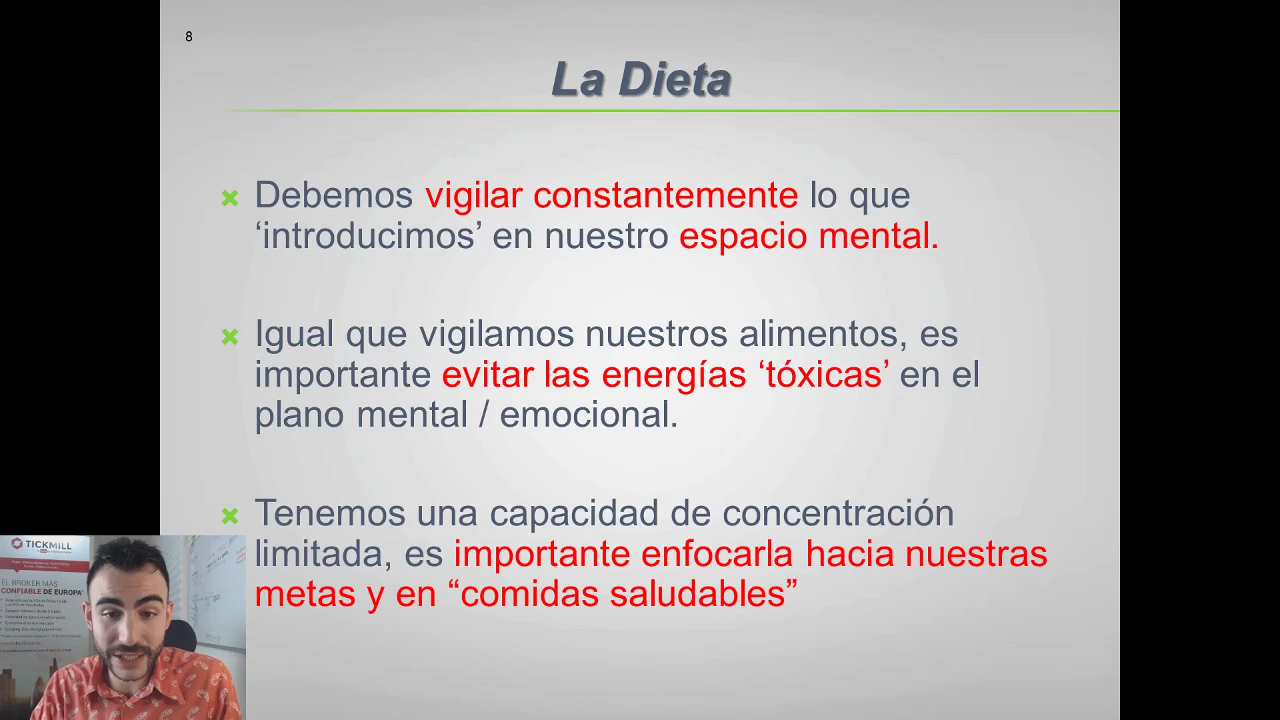 8
La Dieta
Debemos vigilar constantemente lo que
‘introducimos’ en nuestro espacio mental.
Igual que vigilamos nuestros alimentos, es
importante evitar las energías ‘tóxicas’ en el
plano mental / emocional.
Tenemos una capacidad de concentración
limitada, es importante enfocarla hacia nuestras
metas y en “comidas saludables”
TICKMILL
EL BROKER MÁS
CONFIABLE DE EUROPA*